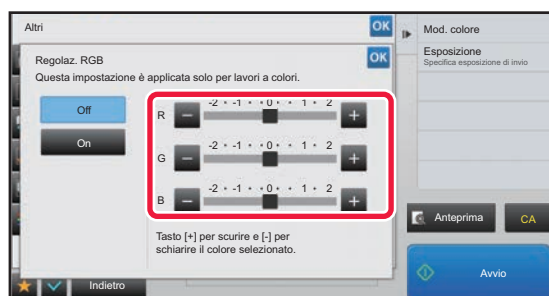 Altri
OK
Regolaz. RGB
OK
Questa impostazione è applicata solo per lavori a colori.
Off
On
R
-2 • -1 • • 0 • • 1 • 2
G
-2 • -1 • • 0 • • 1 • 2
B
-2 • -1 • • 0 • • 1 • 2
Tasto [+] per scurire e [-] per
schiarire il colore selezionato.
Indietro
Mod. colore
Esposizione
Specifica esposizione di invio
Anteprima
CA
Avvio